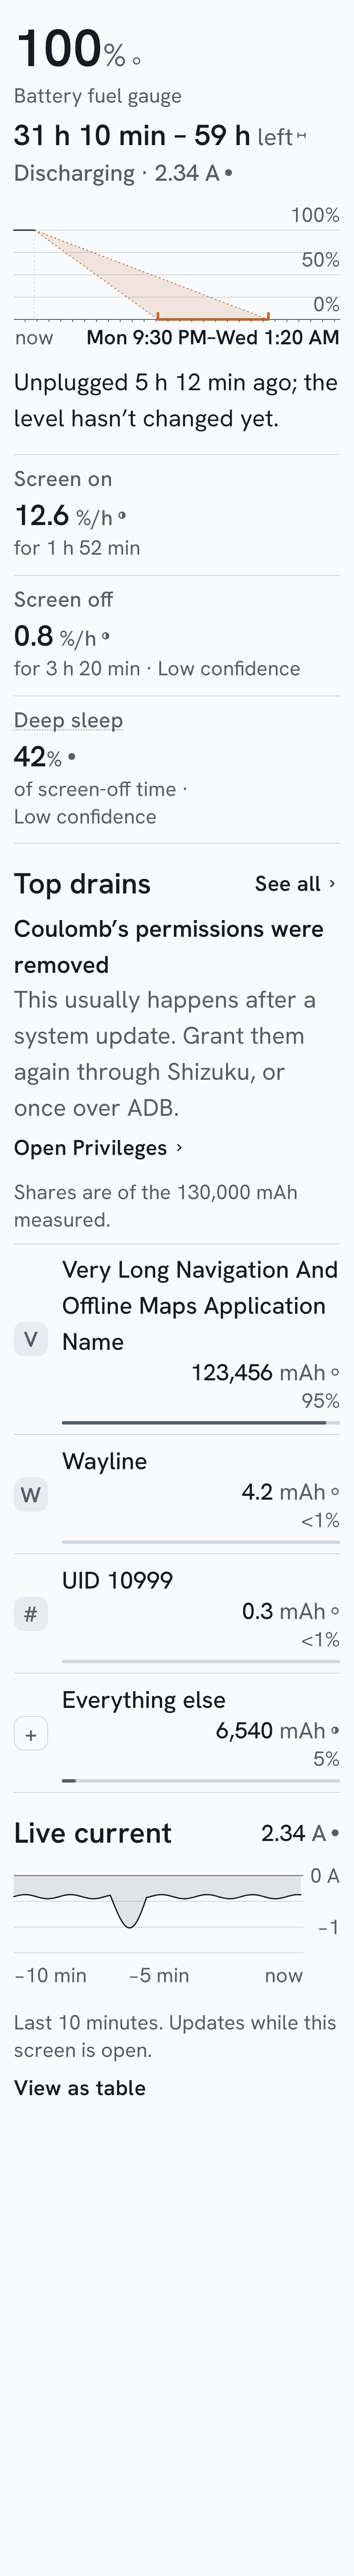 100%
Battery fuel gauge
31 h 10 min – 59 h left
Discharging · 2.34 A
100%
50%
0%
now Mon 9:30 PM–Wed 1:20 AM
Unplugged 5 h 12 min ago; the
level hasn’t changed yet.
Screen on
12.6 %/h
for 1 h 52 min
Screen off
0.8 %/h
for 3 h 20 min · Low confidence
Deep sleep
42%
of screen-off time ·
Low confidence
Top drains See all ›
Coulomb’s permissions were
removed
This usually happens after a
system update. Grant them
again through Shizuku, or
once over ADB.
Open Privileges ›
Shares are of the 130,000 mAh
measured.
V
Very Long Navigation And
Offline Maps Application
Name
123,456 mAh
95%
W
Wayline
4.2 mAh
<1%
#
UID 10999
0.3 mAh
<1%
+
Everything else
6,540 mAh
5%
Live current 2.34 A
0 A
−1
−10 min −5 min now
Last 10 minutes. Updates while this
screen is open.
View as table